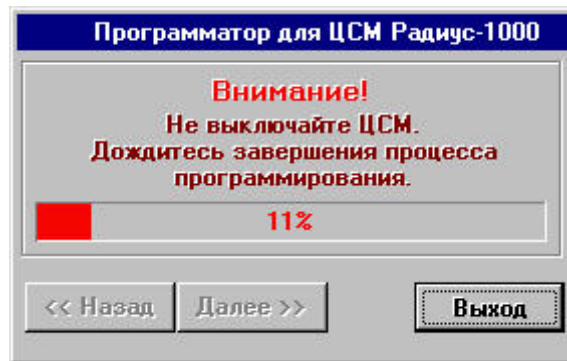 Программатор для ЦСМ Радиус-1000
Внимание!
Не выключайте ЦСМ.
Дождитесь завершения процесса
программирования.
11%
<< Назад Далее >> Выход